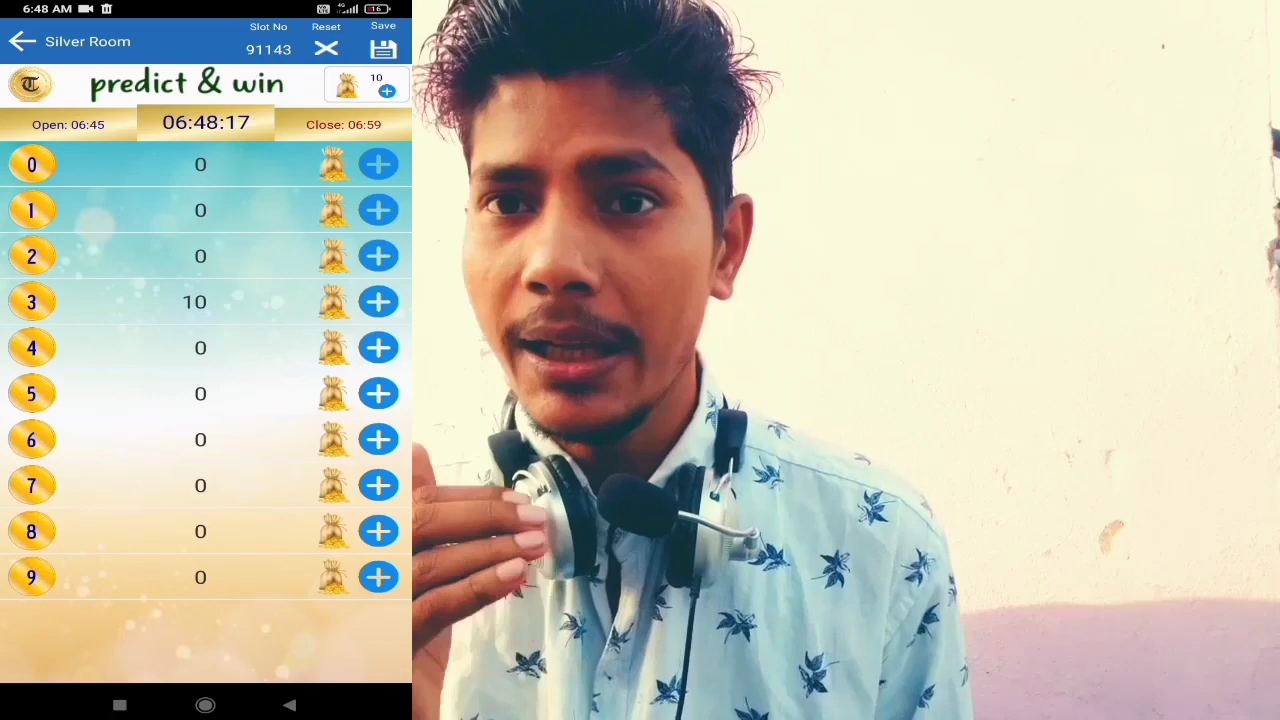 6:48 AM
4G
16
Silver Room
Slot No
91143
Reset
Save
predict & win
10
Open: 06:45
06:48:17
Close: 06:59
0 0
1 0
2 0
3 10
4 0
5 0
6 0
7 0
8 0
9 0